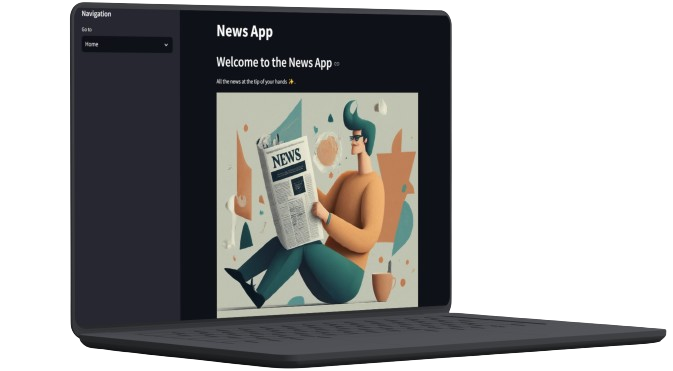 Navigation
Go to
Home
News App
Welcome to the News App
All the news at the tip of your hands ✨.
NEWS